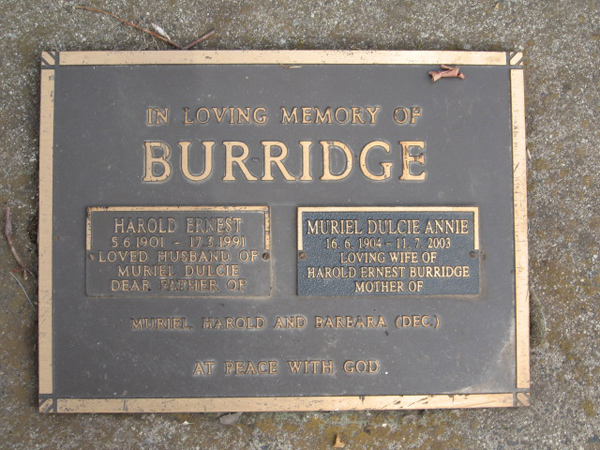 IN LOVING MEMORY OF
BURRIDGE
HAROLD ERNEST
5.6.1901 - 17.3.1991
LOVED HUSBAND OF
MURIEL DULCIE
DEAR FATHER OF
MURIEL DULCIE ANNIE
16.6.1904 - 11.7.2003
LOVING WIFE OF
HAROLD ERNEST BURRIDGE
MOTHER OF
MURIEL, HAROLD AND BARBARA (DEC.)
AT PEACE WITH GOD.